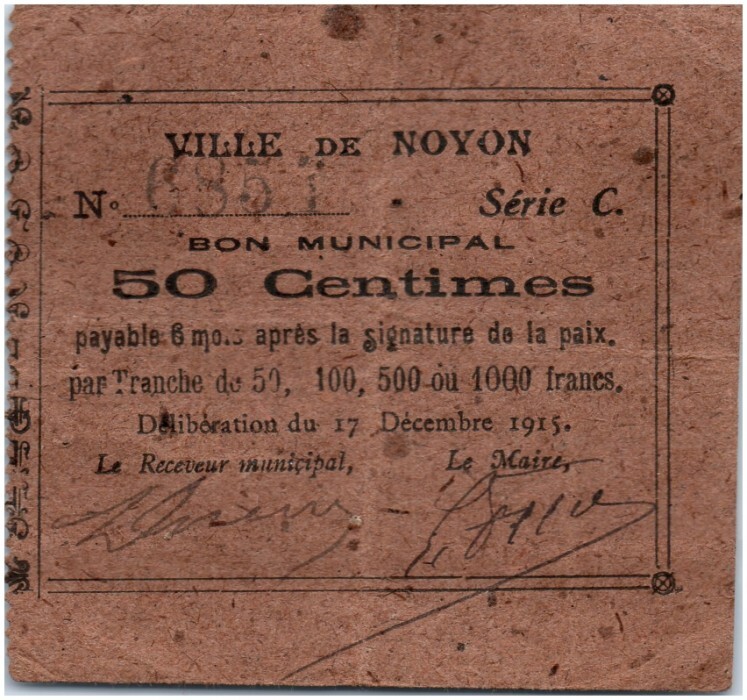 VILLE DE NOYON
N° 6857 Série C.
BON MUNICIPAL
50 Centimes
payable 6 mois après la signature de la paix.
par Tranche de 50, 100, 500 ou 1000 francs.
Délibération du 17 Décembre 1915.
Le Receveur municipal, Le Maire,